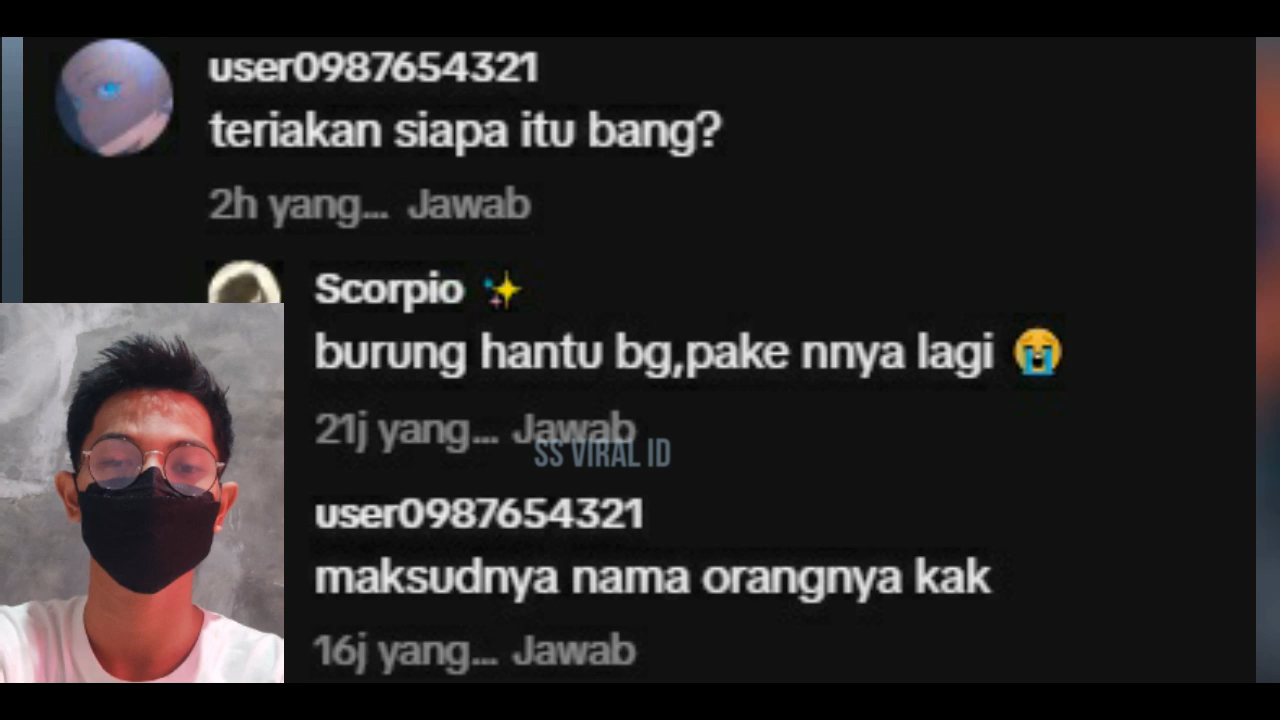 user0987654321
teriakan siapa itu bang?
2h yang... Jawab
Scorpio ✨
burung hantu bg,pake nnya lagi 😭
21j yang... Jawab
SS VIRAL ID
user0987654321
maksudnya nama orangnya kak
16j yang... Jawab